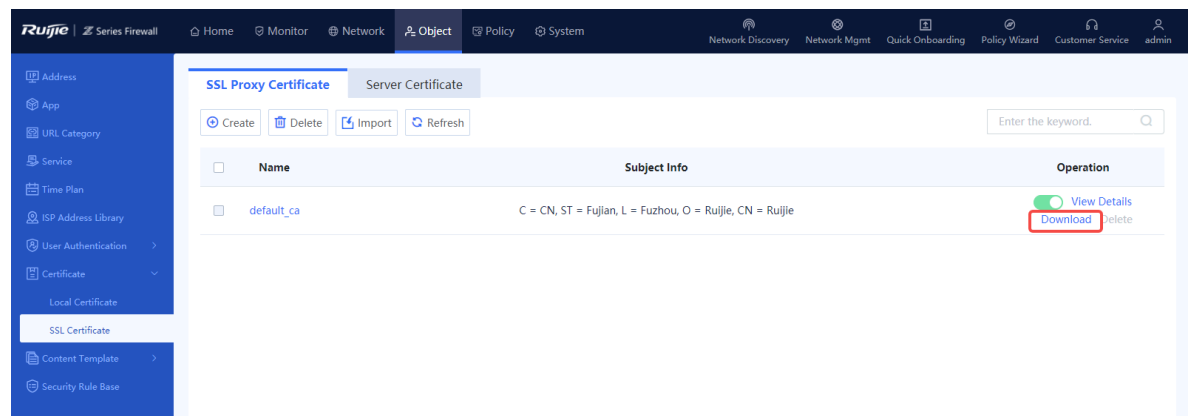 Ruijie | Z Series Firewall
Home Monitor Network Object Policy System
Network Discovery Network Mgmt Quick Onboarding Policy Wizard Customer Service admin
Address
App
URL Category
Service
Time Plan
ISP Address Library
User Authentication
Certificate
Local Certificate
SSL Certificate
Content Template
Security Rule Base
SSL Proxy Certificate Server Certificate
Create Delete Import Refresh Enter the keyword.
Name Subject Info Operation
default_ca C = CN, ST = Fujian, L = Fuzhou, O = Ruijie, CN = Ruijie View Details
Download Delete